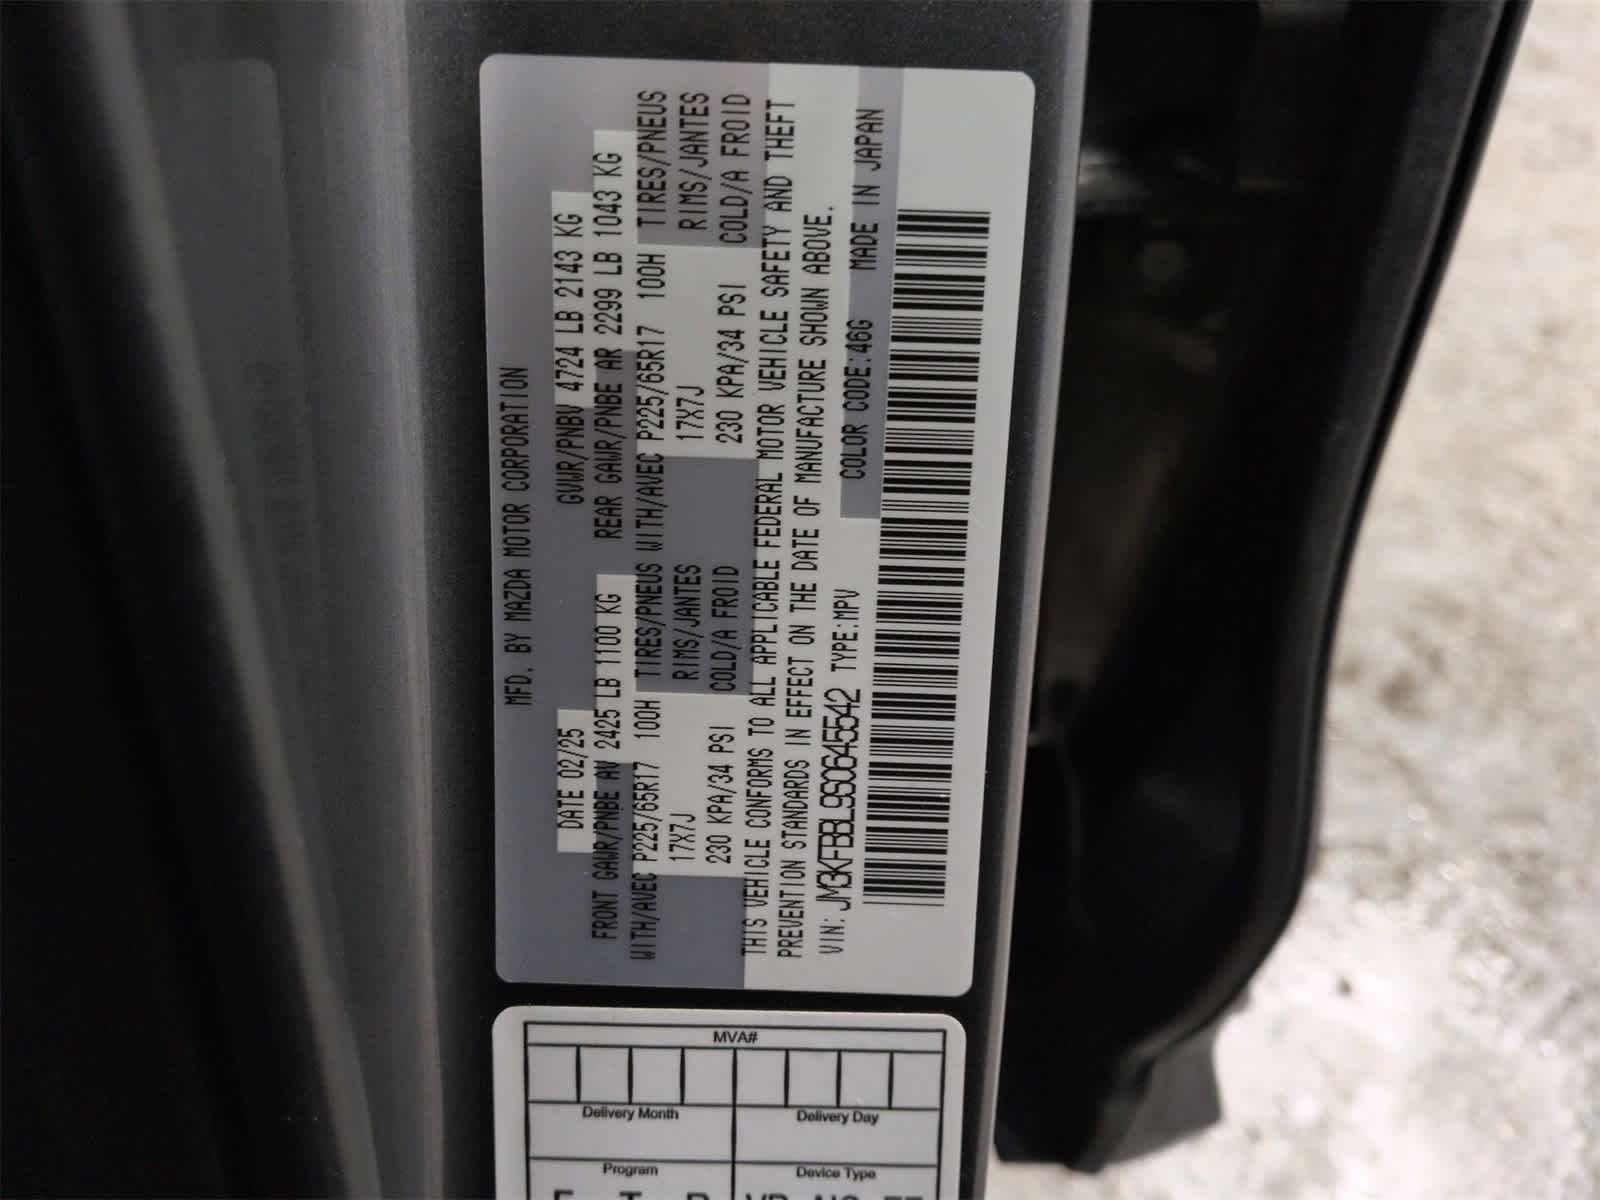 MFD. BY MAZDA MOTOR CORPORATION
DATE 02/25 GVWR/PNBV 4724 LB 2143 KG
FRONT GAWR/PNBE AV 2425 LB 1100 KG REAR GAWR/PNBE AR 2299 LB 1043 KG
WITH/AVEC P225/65R17 100H TIRES/PNEUS WITH/AVEC P225/65R17 100H TIRES/PNEUS
17X7J RIMS/JANTES 17X7J RIMS/JANTES
230 KPA/34 PSI COLD/A FROID 230 KPA/34 PSI COLD/A FROID
THIS VEHICLE CONFORMS TO ALL APPLICABLE FEDERAL MOTOR VEHICLE SAFETY AND THEFT
PREVENTION STANDARDS IN EFFECT ON THE DATE OF MANUFACTURE SHOWN ABOVE.
VIN: JM3KFBBL9S0645542 TYPE:MPV COLOR CODE:46G MADE IN JAPAN
MVA#
Delivery Month Delivery Day
Program Device Type